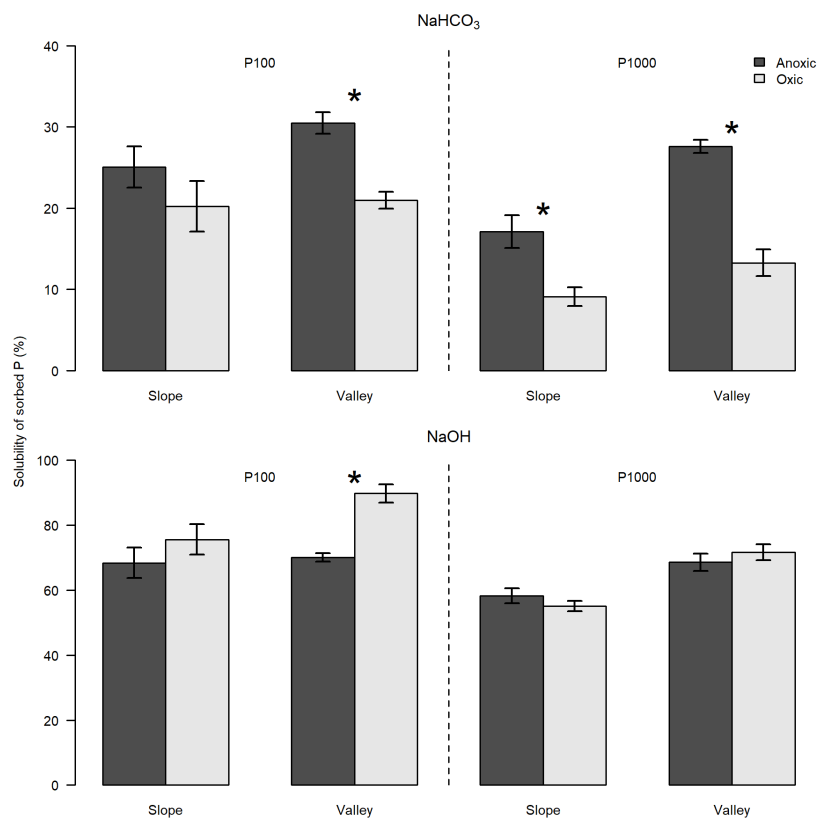 NaHCO₃
Solubility of sorbed P (%)
P100
P1000
Anoxic
Oxic
40
30
20
10
0
*
*
*
Slope
Valley
Slope
Valley
NaOH
P100
P1000
100
80
60
40
20
0
*
Slope
Valley
Slope
Valley